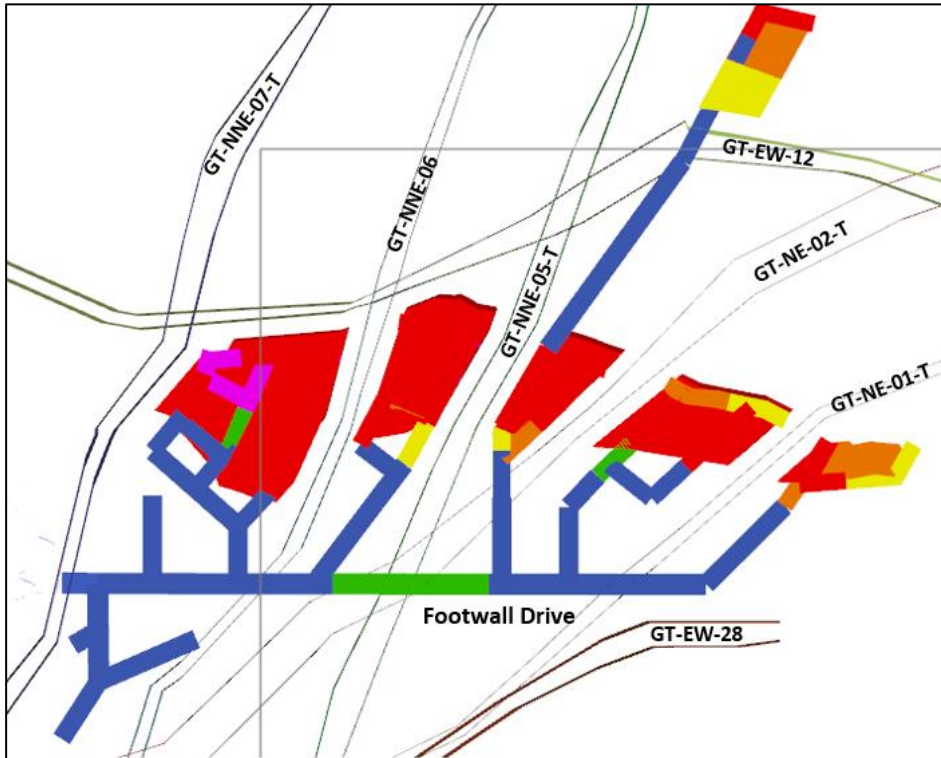 GT-NNE-07-T
GT-NNE-06
GT-NNE-05-T
GT-EW-12
GT-NE-02-T
GT-NE-01-T
Footwall Drive
GT-EW-28